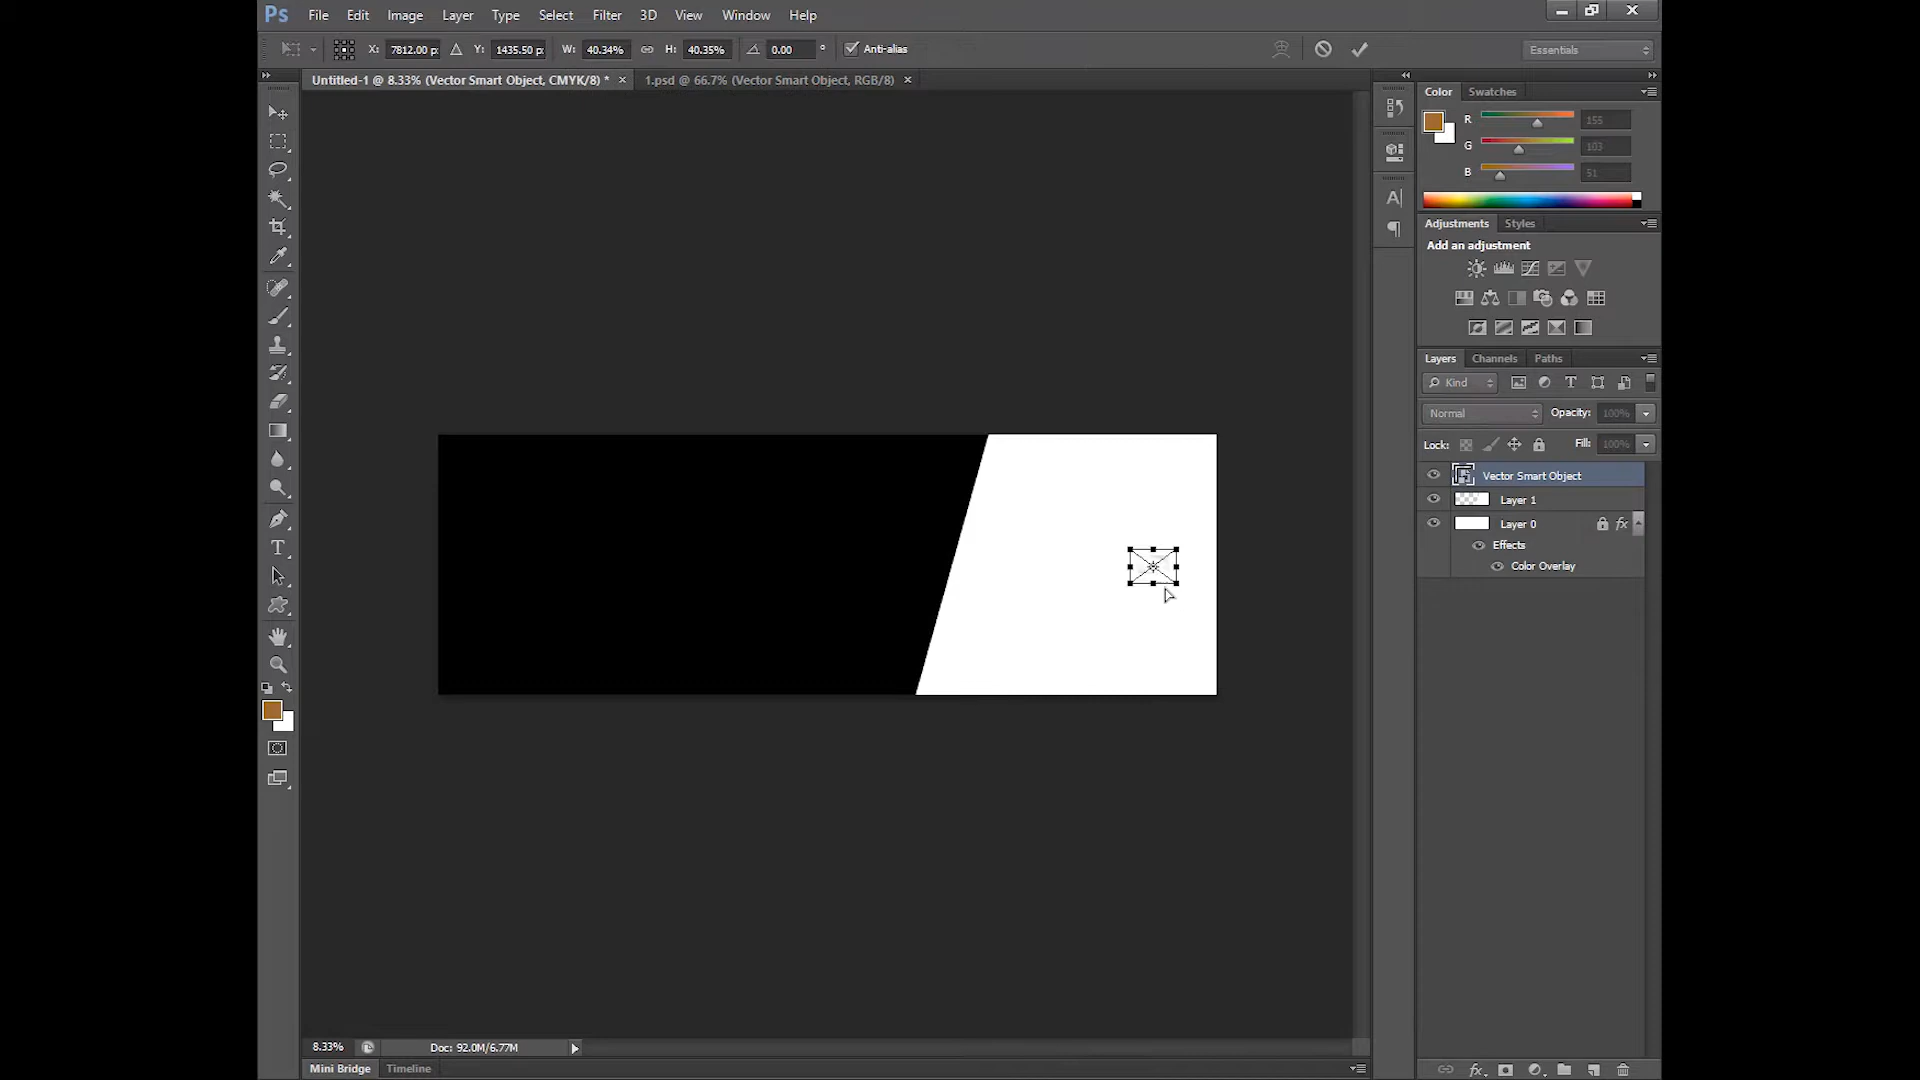 Ps File Edit Image Layer Type Select Filter 3D View Window Help
X: 7812.00 p: Y: 1435.50 p: W: 40.34% H: 40.35% 0.00 ° Anti-alias Essentials
Untitled-1 @ 8.33% (Vector Smart Object, CMYK/8) * × 1.psd @ 66.7% (Vector Smart Object, RGB/8) ×
Color Swatches
R 155
G 103
B 51
Adjustments Styles
Add an adjustment
Layers Channels Paths
Kind
Normal Opacity: 100%
Lock: Fill: 100%
Vector Smart Object
Layer 1
Layer 0 fx
Effects
Color Overlay
8.33% Doc: 92.0M/6.77M
Mini Bridge Timeline